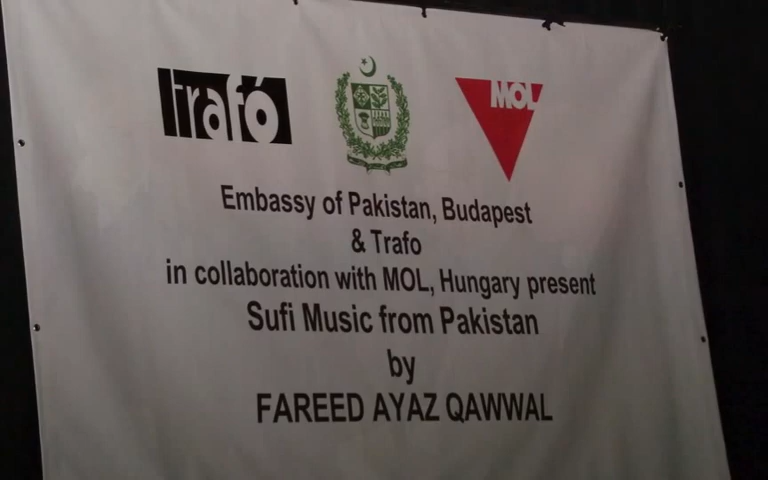 trafó
MOL
Embassy of Pakistan, Budapest
& Trafo
in collaboration with MOL, Hungary present
Sufi Music from Pakistan
by
FAREED AYAZ QAWWAL